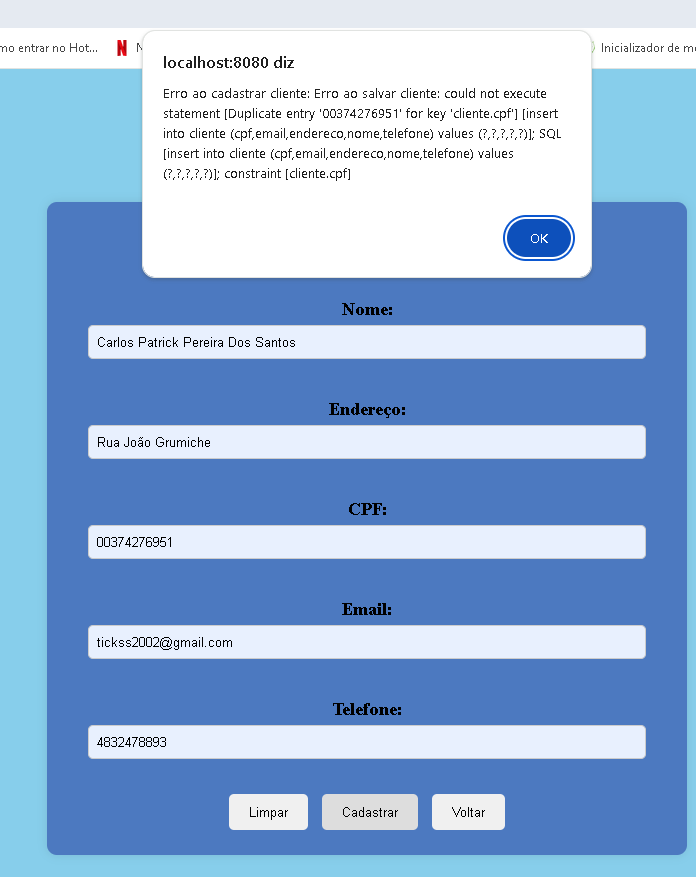 mo entrar no Hot...
N
N
Inicializador de m
localhost:8080 diz
Erro ao cadastrar cliente: Erro ao salvar cliente: could not execute
statement [Duplicate entry '00374276951' for key 'cliente.cpf'] [insert
into cliente (cpf,email,endereco,nome,telefone) values (?,?,?,?,?)]; SQL
[insert into cliente (cpf,email,endereco,nome,telefone) values
(?,?,?,?,?)]; constraint [cliente.cpf]
OK
Nome:
Carlos Patrick Pereira Dos Santos
Endereço:
Rua João Grumiche
CPF:
00374276951
Email:
tickss2002@gmail.com
Telefone:
4832478893
Limpar
Cadastrar
Voltar